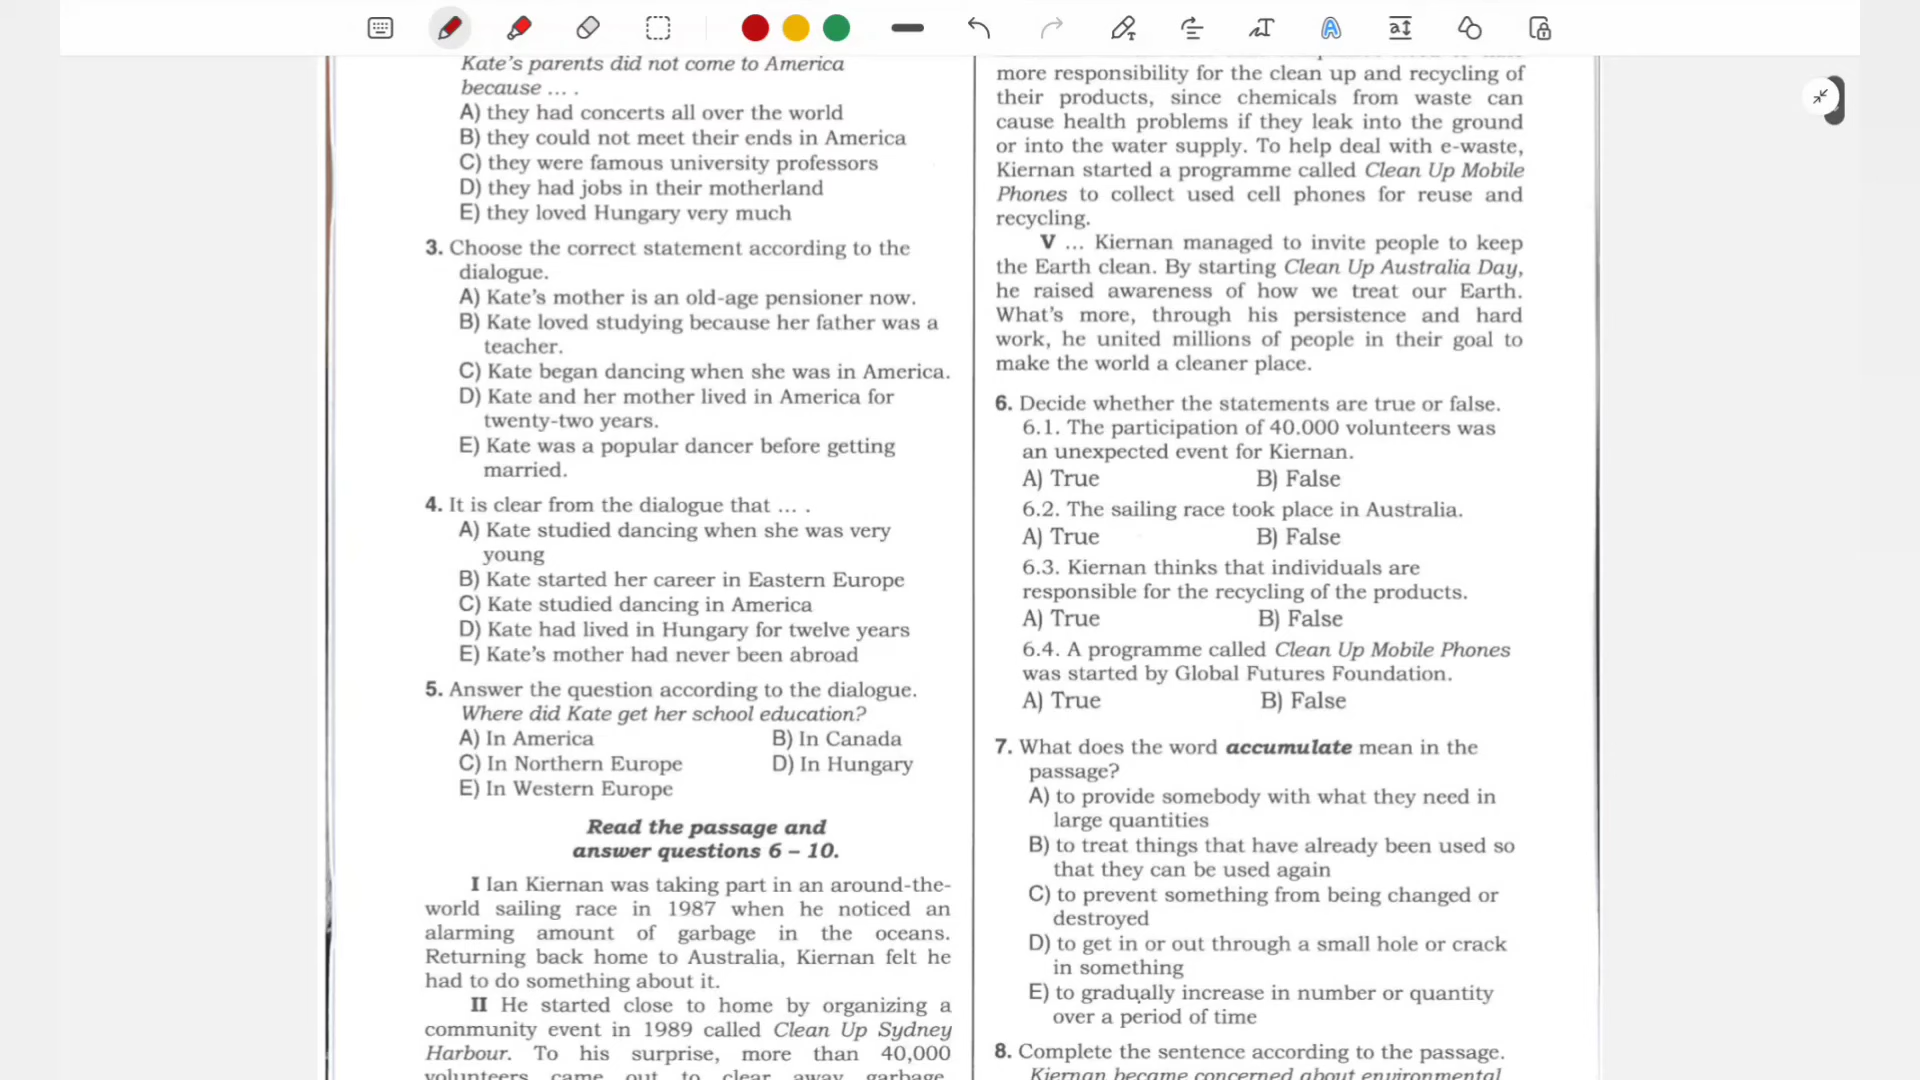 Kate's parents did not come to America
because ... .
A) they had concerts all over the world
B) they could not meet their ends in America
C) they were famous university professors
D) they had jobs in their motherland
E) they loved Hungary very much
3. Choose the correct statement according to the
dialogue.
A) Kate's mother is an old-age pensioner now.
B) Kate loved studying because her father was a
teacher.
C) Kate began dancing when she was in America.
D) Kate and her mother lived in America for
twenty-two years.
E) Kate was a popular dancer before getting
married.
4. It is clear from the dialogue that ... .
A) Kate studied dancing when she was very
young
B) Kate started her career in Eastern Europe
C) Kate studied dancing in America
D) Kate had lived in Hungary for twelve years
E) Kate's mother had never been abroad
5. Answer the question according to the dialogue.
Where did Kate get her school education?
A) In America B) In Canada
C) In Northern Europe D) In Hungary
E) In Western Europe
Read the passage and
answer questions 6 – 10.
I Ian Kiernan was taking part in an around-the-
world sailing race in 1987 when he noticed an
alarming amount of garbage in the oceans.
Returning back home to Australia, Kiernan felt he
had to do something about it.
II He started close to home by organizing a
community event in 1989 called Clean Up Sydney
Harbour. To his surprise, more than 40,000
volunteers came out to clear away garbage.
more responsibility for the clean up and recycling of
their products, since chemicals from waste can
cause health problems if they leak into the ground
or into the water supply. To help deal with e-waste,
Kiernan started a programme called Clean Up Mobile
Phones to collect used cell phones for reuse and
recycling.
V ... Kiernan managed to invite people to keep
the Earth clean. By starting Clean Up Australia Day,
he raised awareness of how we treat our Earth.
What's more, through his persistence and hard
work, he united millions of people in their goal to
make the world a cleaner place.
6. Decide whether the statements are true or false.
6.1. The participation of 40.000 volunteers was
an unexpected event for Kiernan.
A) True B) False
6.2. The sailing race took place in Australia.
A) True B) False
6.3. Kiernan thinks that individuals are
responsible for the recycling of the products.
A) True B) False
6.4. A programme called Clean Up Mobile Phones
was started by Global Futures Foundation.
A) True B) False
7. What does the word accumulate mean in the
passage?
A) to provide somebody with what they need in
large quantities
B) to treat things that have already been used so
that they can be used again
C) to prevent something from being changed or
destroyed
D) to get in or out through a small hole or crack
in something
E) to gradually increase in number or quantity
over a period of time
8. Complete the sentence according to the passage.
Kiernan became concerned about environmental